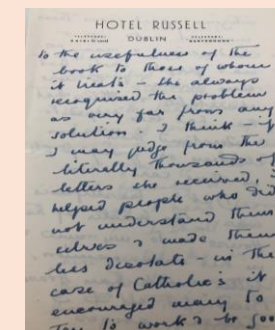 HOTEL RUSSELL
DUBLIN
to the usefulness of the
book to those of whom
it treats – she always
recognised the problem
as very far from any
solution. I think – if
I may judge from the
literally thousands of
letters she received, it
helped people who did
not understand them
selves & made them
less desolate – in the
case of Catholics it
encouraged many to
try to work &